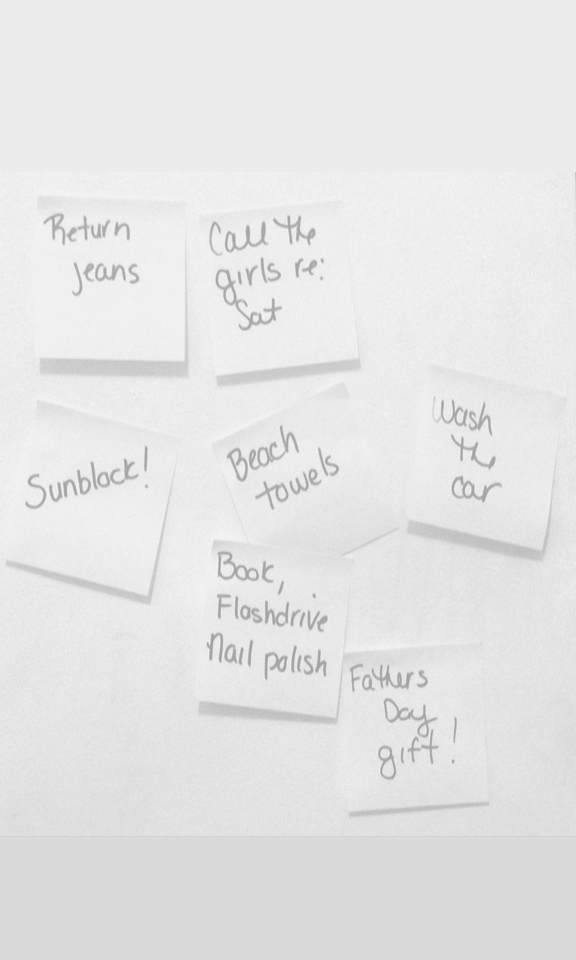 Return
jeans
Call the
girls re:
Sat
Sunblock!
Beach
towels
Wash
the
car
Book,
Flashdrive
Nail polish
Fathers
Day
gift!